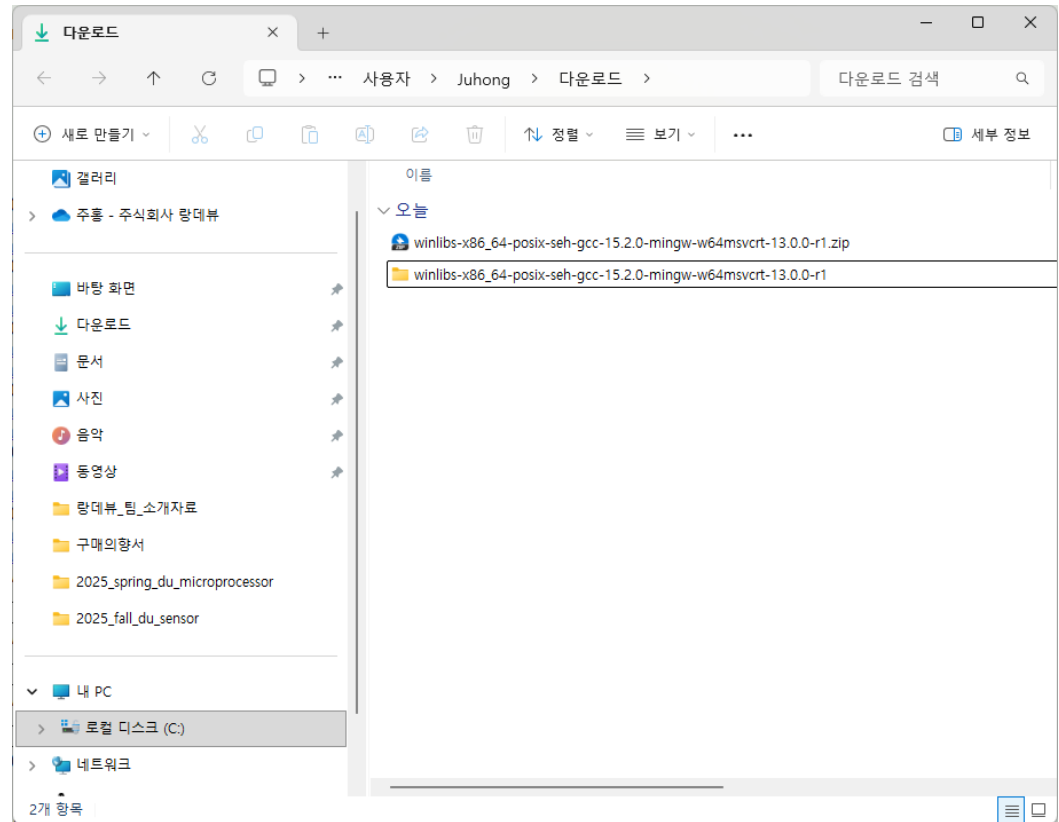 다운로드
사용자 > Juhong > 다운로드 >
다운로드 검색
새로 만들기
정렬
보기
세부 정보
갤러리
주홍 - 주식회사 랑데뷰
바탕 화면
다운로드
문서
사진
음악
동영상
랑데뷰_팀_소개자료
구매의향서
2025_spring_du_microprocessor
2025_fall_du_sensor
내 PC
로컬 디스크 (C:)
네트워크
이름
오늘
winlibs-x86_64-posix-seh-gcc-15.2.0-mingw-w64msvcrt-13.0.0-r1.zip
winlibs-x86_64-posix-seh-gcc-15.2.0-mingw-w64msvcrt-13.0.0-r1
2개 항목